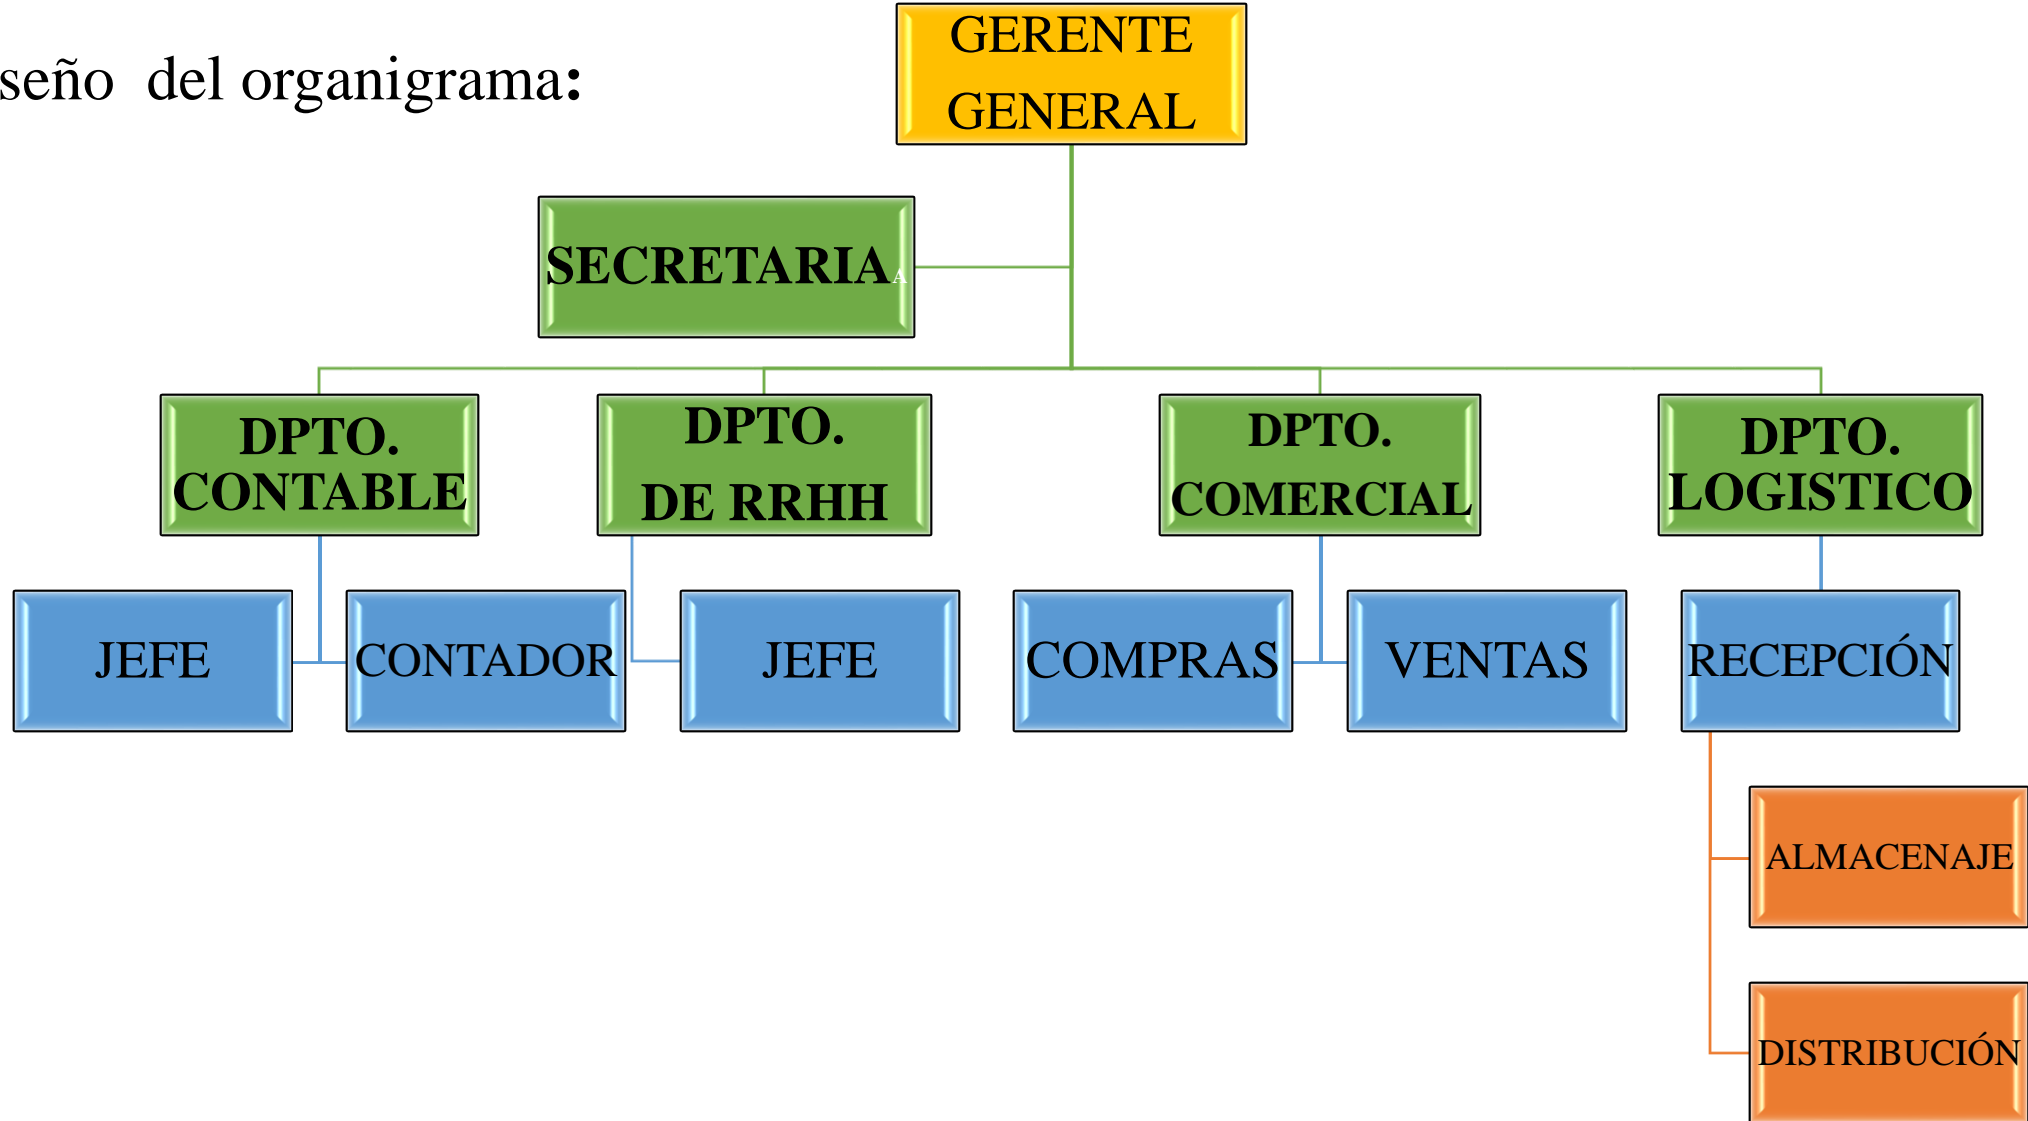 seño del organigrama:
GERENTE
GENERAL
SECRETARIA A
DPTO.
CONTABLE
DPTO.
DE RRHH
DPTO.
COMERCIAL
DPTO.
LOGISTICO
JEFE
CONTADOR
JEFE
COMPRAS
VENTAS
RECEPCIÓN
ALMACENAJE
DISTRIBUCIÓN